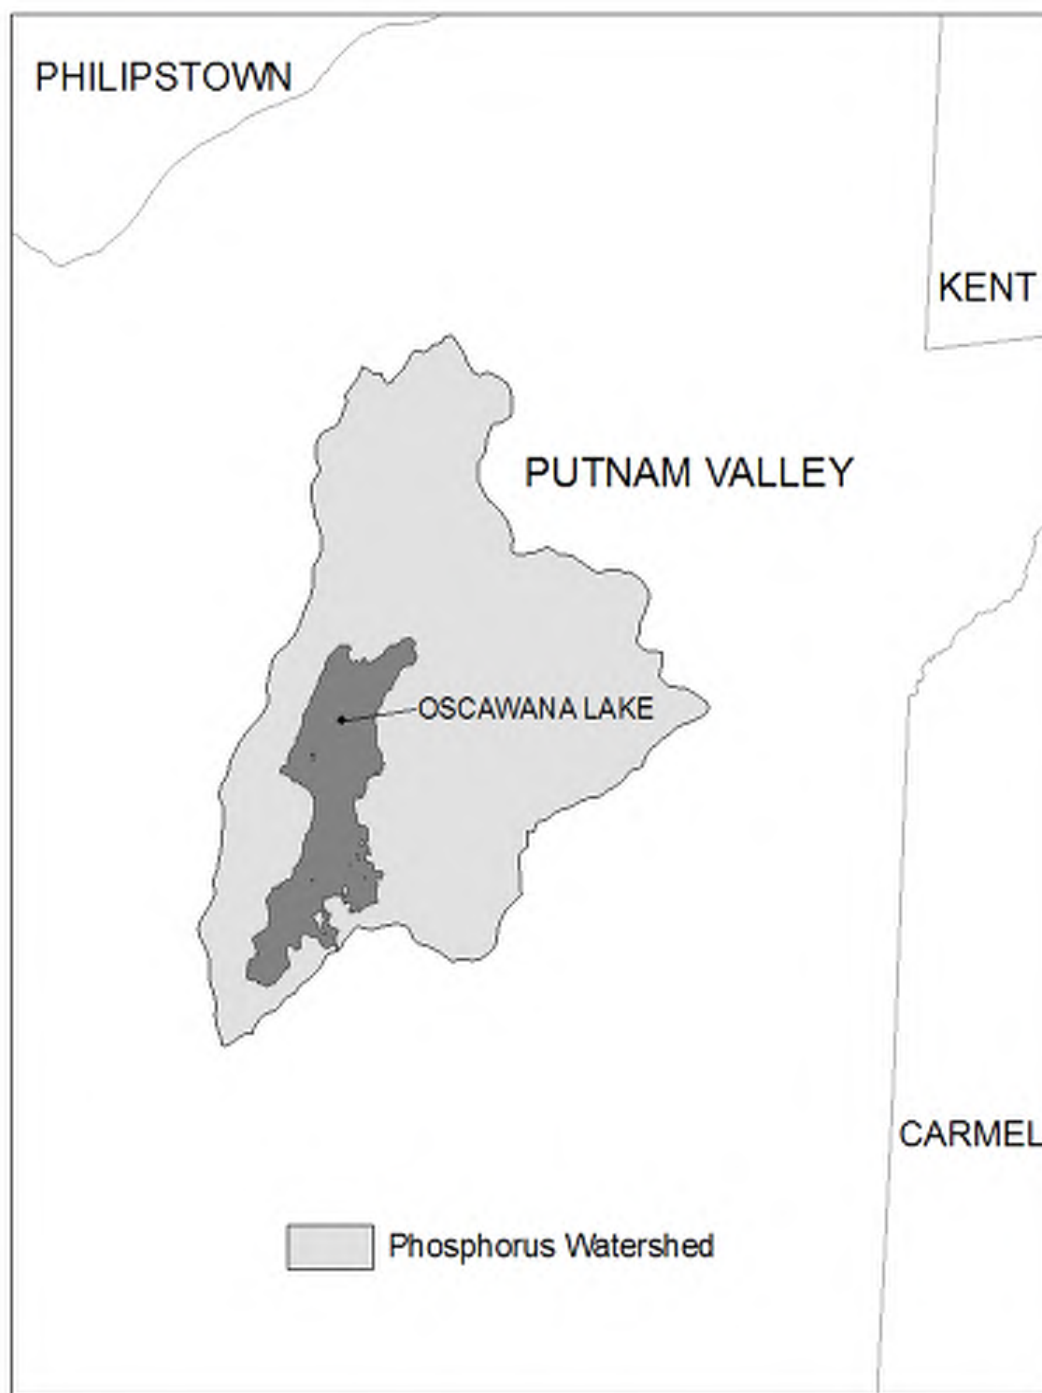 PHILIPSTOWN
KENT
PUTNAM VALLEY
OSCAWANA LAKE
CARMEL
Phosphorus Watershed